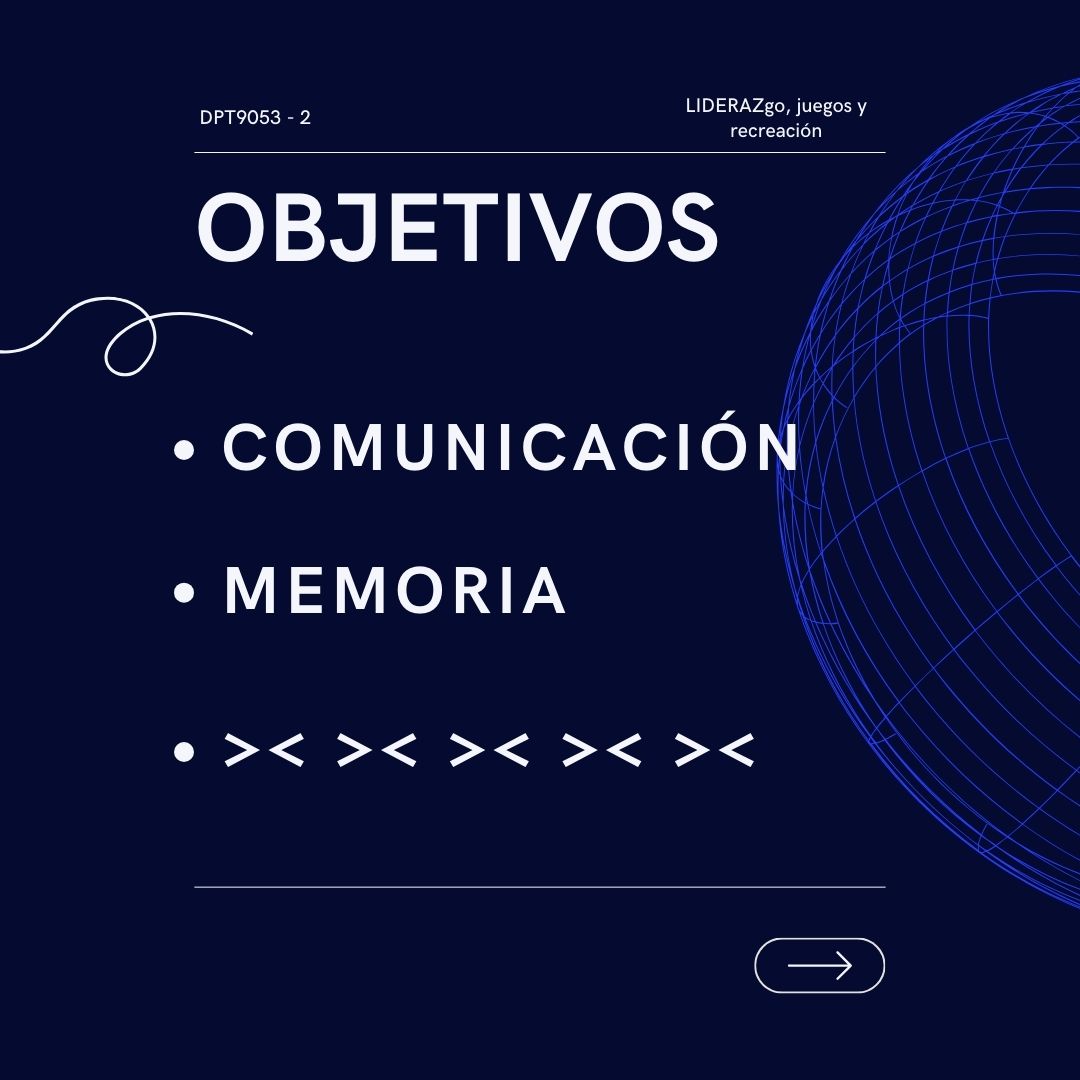 DPT9053 - 2
LIDERAZgo, juegos y
recreación
OBJETIVOS
• COMUNICACIÓN
• MEMORIA
• >< >< >< >< ><